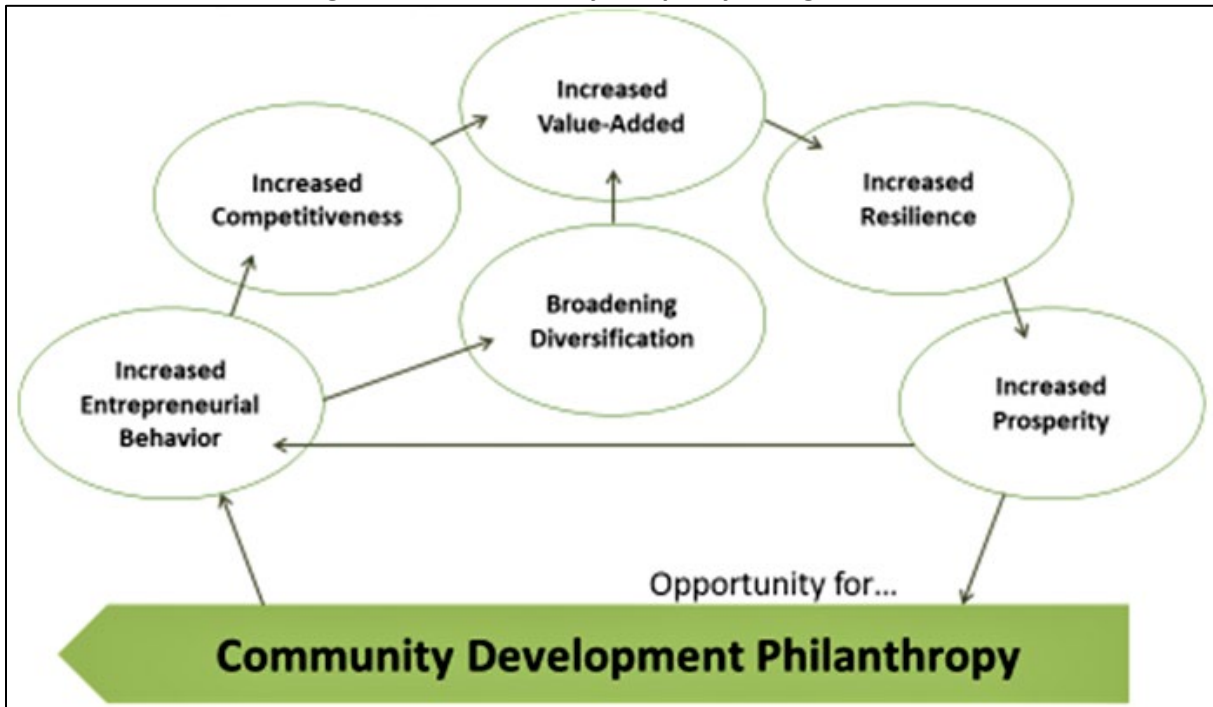 Increased
Value-Added
Increased
Competitiveness
Increased
Resilience
Broadening
Diversification
Increased
Entrepreneurial
Behavior
Increased
Prosperity
Opportunity for...
Community Development Philanthropy